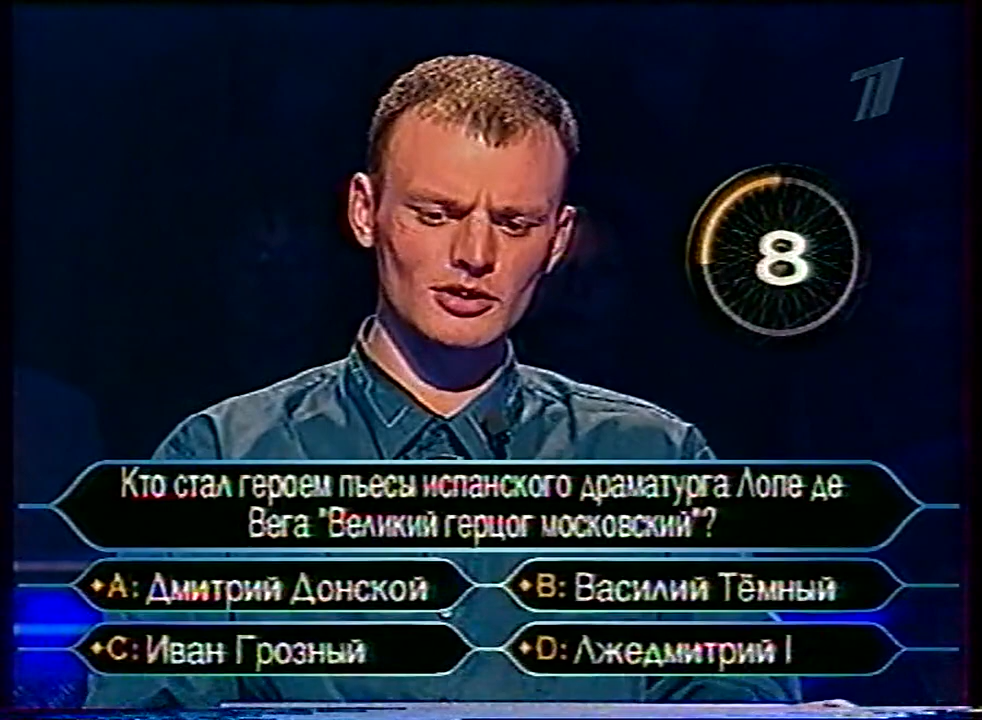 8
Кто стал героем пьесы испанского драматурга Лопе де
Вега "Великий герцог московский"?
A: Дмитрий Донской
B: Василий Тёмный
C: Иван Грозный
D: Лжедмитрий I